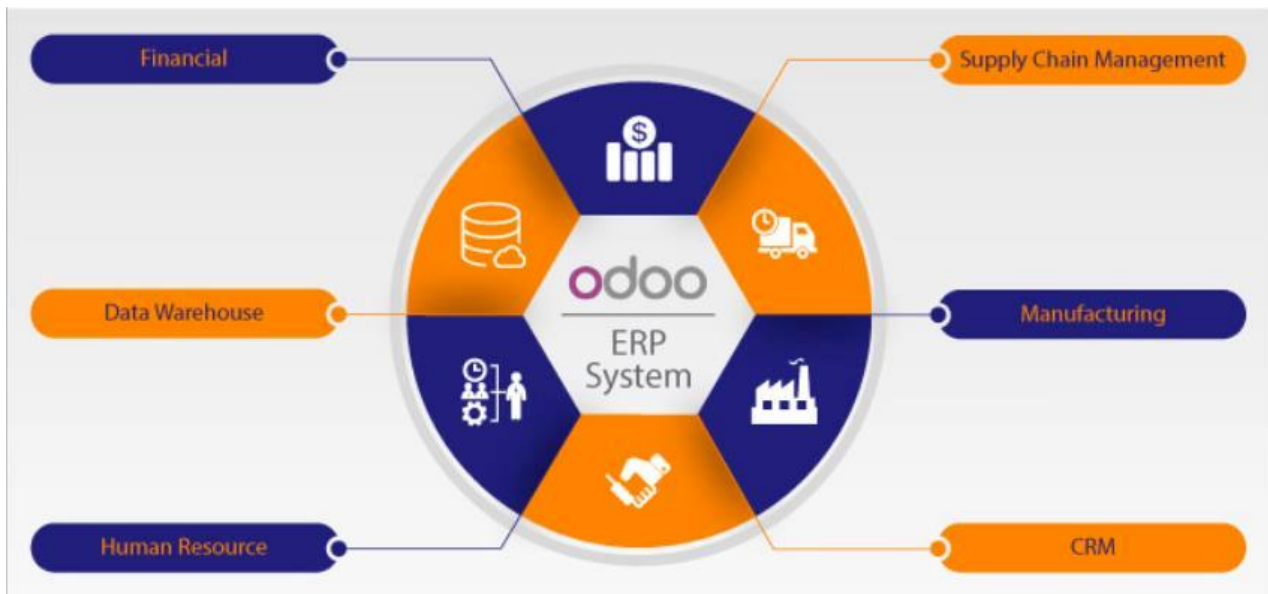 Financial
Supply Chain Management
odoo
ERP
System
Data Warehouse
Manufacturing
Human Resource
CRM
$